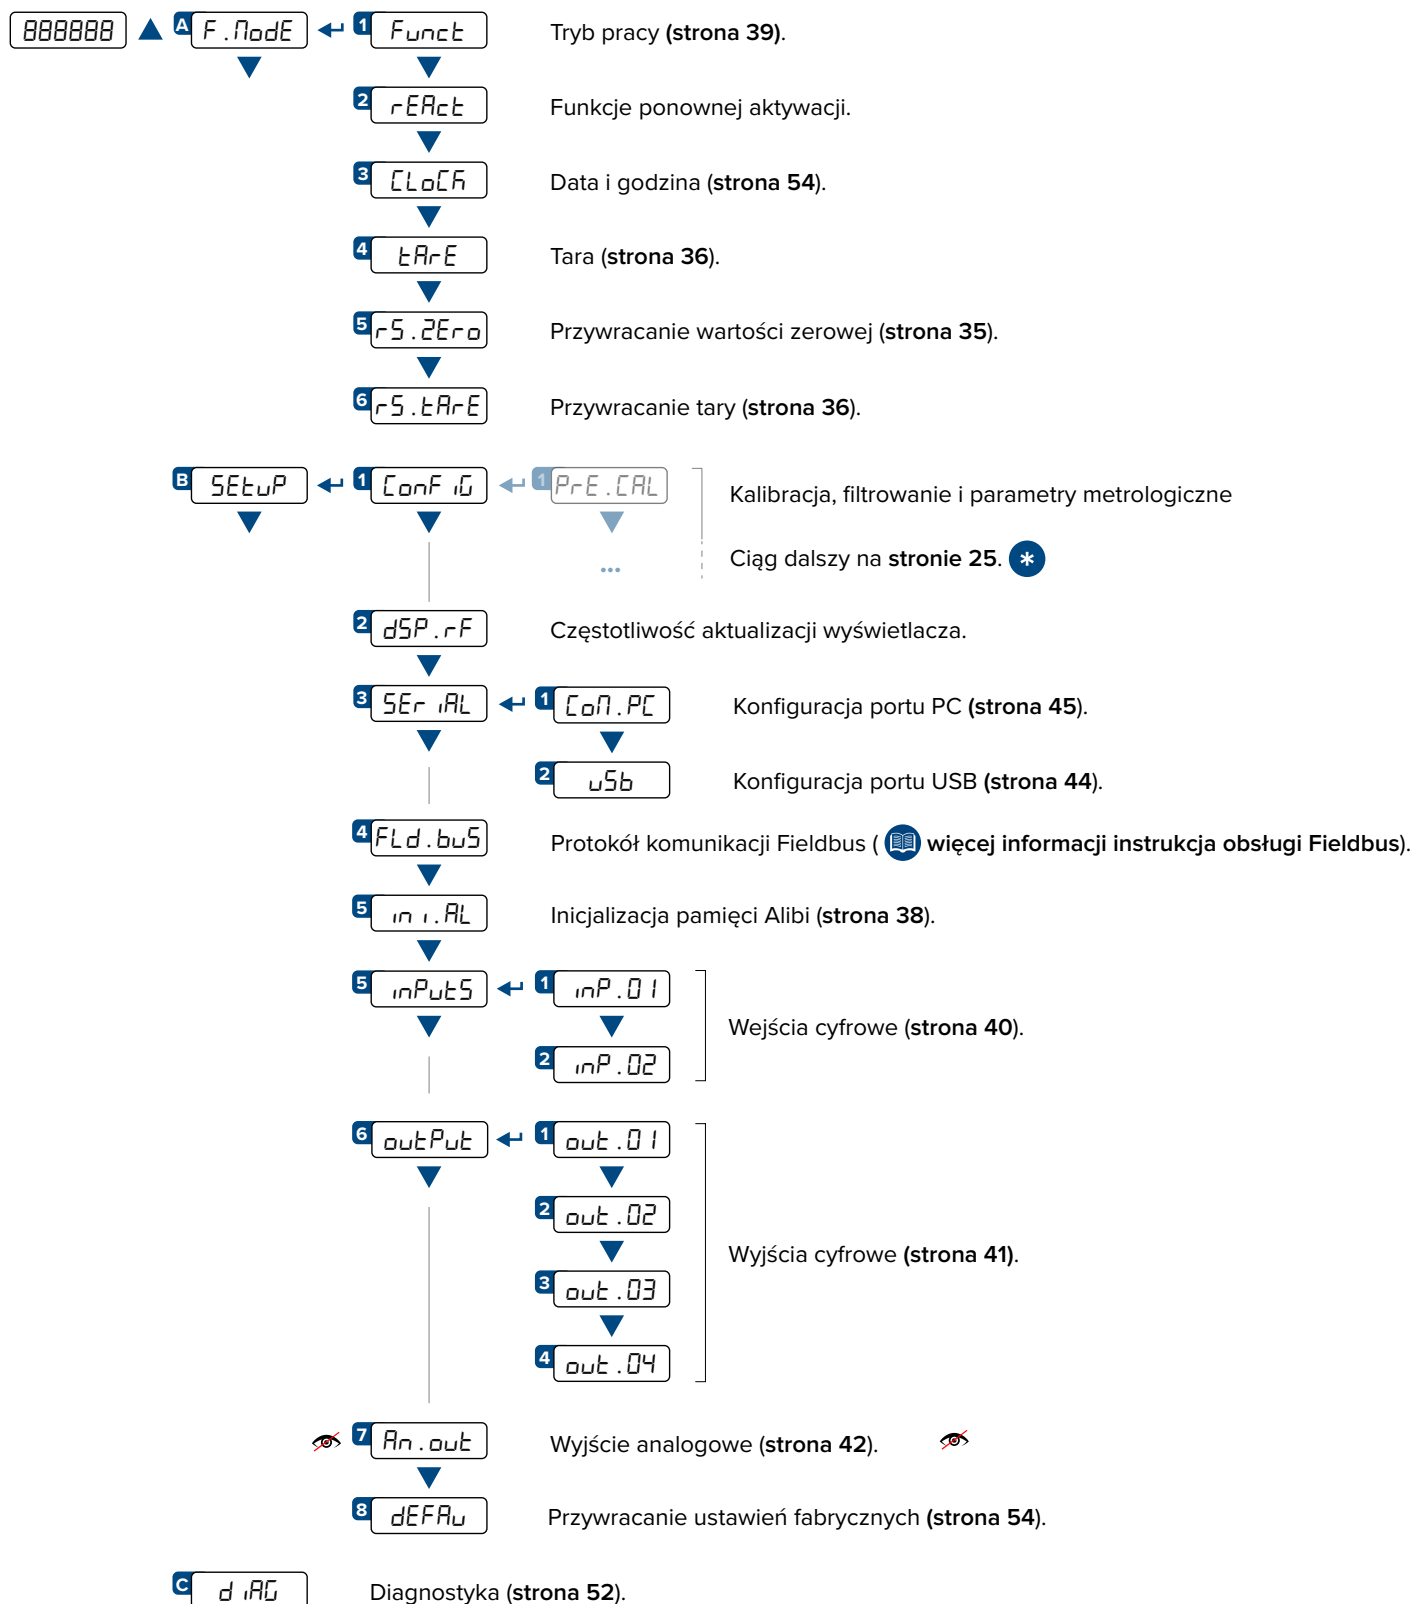 888888 A F.ModE 1 Funct Tryb pracy (strona 39).
2 rEAct Funkcje ponownej aktywacji.
3 CLoCK Data i godzina (strona 54).
4 tArE Tara (strona 36).
5 rS.ZEro Przywracanie wartości zerowej (strona 35).
6 rS.tArE Przywracanie tary (strona 36).
B SEtuP 1 ConFiG 1 PrE.CAL Kalibracja, filtrowanie i parametry metrologiczne
... Ciąg dalszy na stronie 25. *
2 dSP.rF Częstotliwość aktualizacji wyświetlacza.
3 SEriAL 1 CoM.PC Konfiguracja portu PC (strona 45).
2 uSb Konfiguracja portu USB (strona 44).
4 FLd.buS Protokół komunikacji Fieldbus ( więcej informacji instrukcja obsługi Fieldbus).
5 ini.AL Inicjalizacja pamięci Alibi (strona 38).
5 inPutS 1 inP.01
Wejścia cyfrowe (strona 40).
2 inP.02
6 outPut 1 out.01
2 out.02
Wyjścia cyfrowe (strona 41).
3 out.03
4 out.04
7 An.out Wyjście analogowe (strona 42).
8 dEFAu Przywracanie ustawień fabrycznych (strona 54).
C diAG Diagnostyka (strona 52).